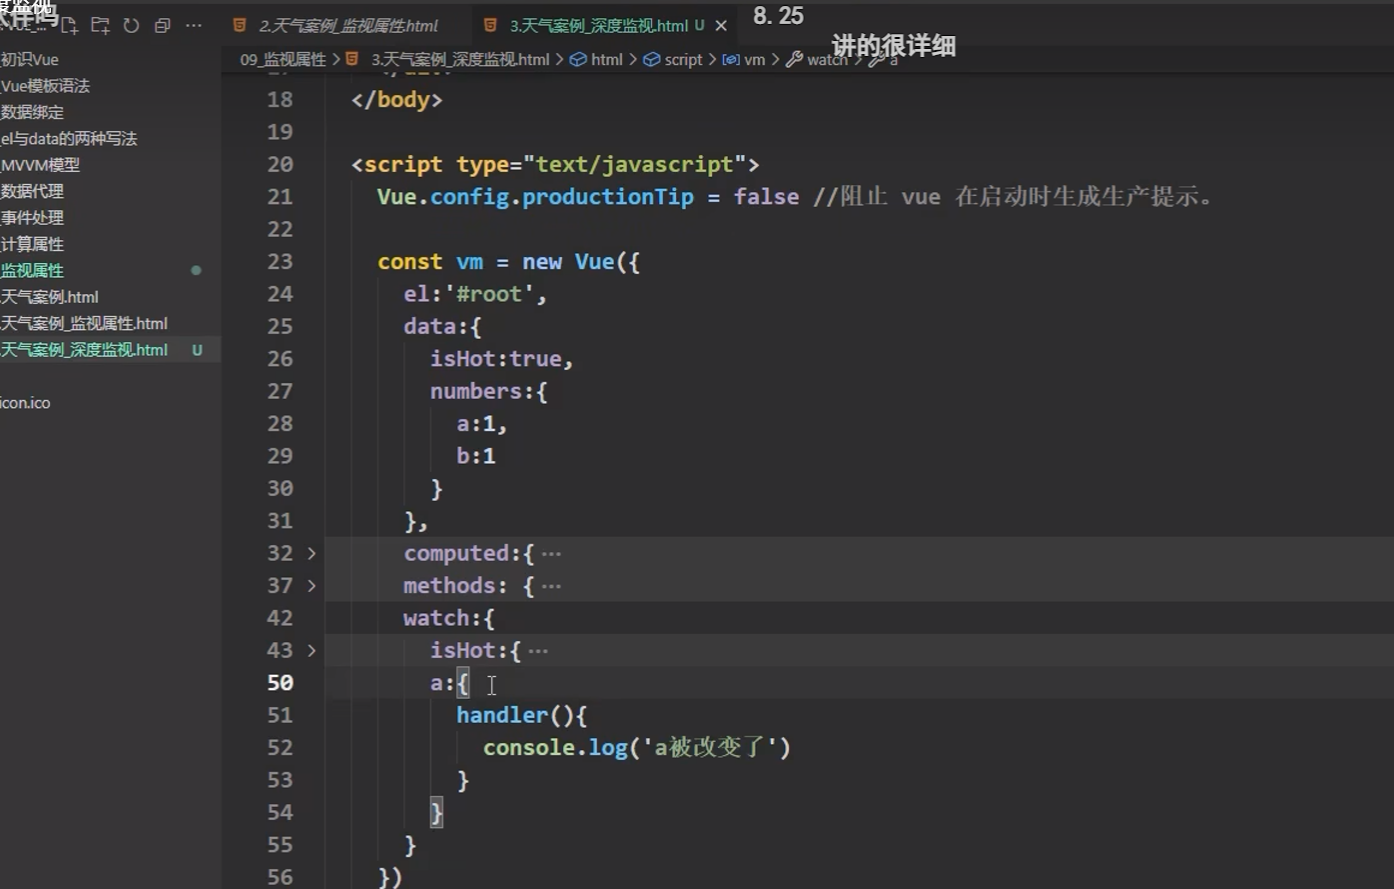 度监视
2.天气案例_监视属性.html
3.天气案例_深度监视.html U
8. 25
讲的很详细
09_监视属性 > 3.天气案例_深度监视.html > html > script > vm > watch > a
初识Vue
Vue模板语法
数据绑定
el与data的两种写法
MVVM模型
数据代理
事件处理
计算属性
监视属性
天气案例.html
天气案例_监视属性.html
天气案例_深度监视.html U
icon.ico
18 </body>
19
20 <script type="text/javascript">
21 Vue.config.productionTip = false //阻止 vue 在启动时生成生产提示。
22
23 const vm = new Vue({
24 el:'#root',
25 data:{
26 isHot:true,
27 numbers:{
28 a:1,
29 b:1
30 }
31 },
32 computed:{ ···
37 methods: { ···
42 watch:{
43 isHot:{ ···
50 a:{
51 handler(){
52 console.log('a被改变了')
53 }
54 }
55 }
56 })